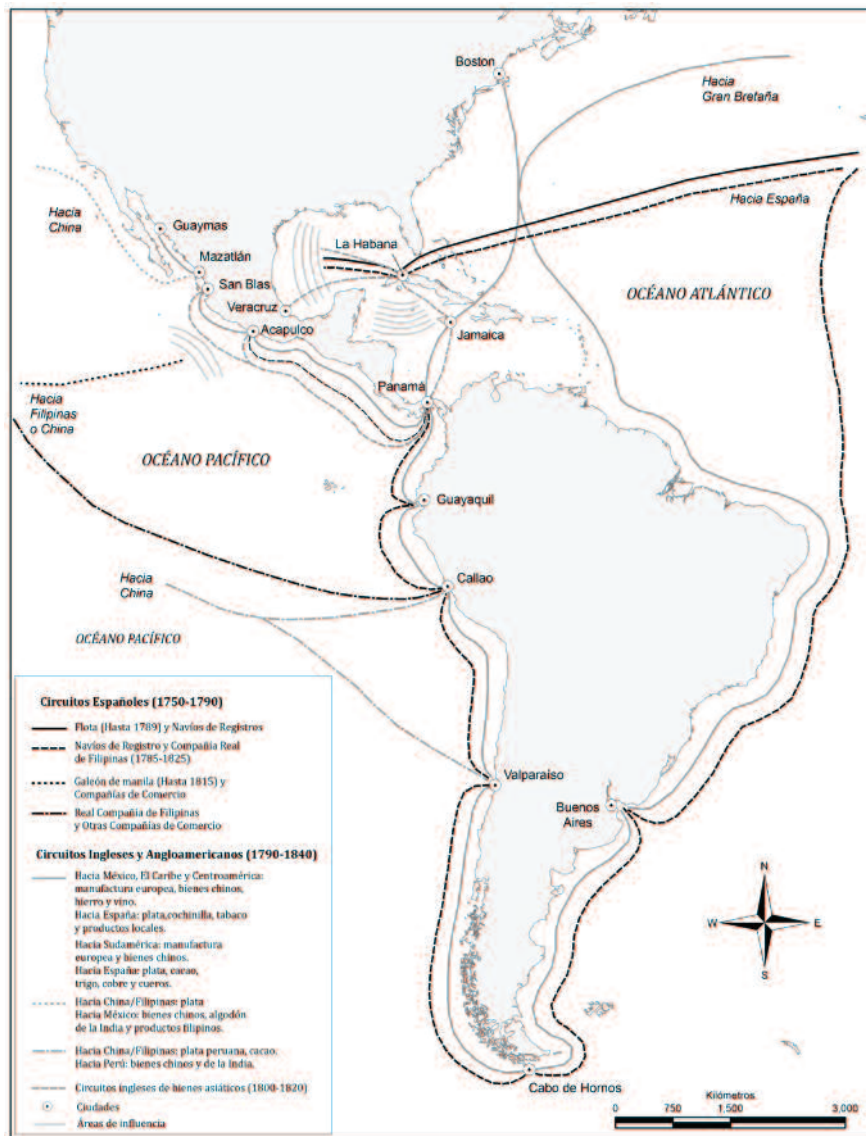 Boston
Hacia
Gran Bretaña
Hacia España
Hacia
China
Guaymas
La Habana
Mazatlán
San Blas
OCÉANO ATLÁNTICO
Veracruz
Acapulco
Jamaica
Panamá
Hacia
Filipinas
o China
OCÉANO PACÍFICO
Guayaquil
Hacia
China
Callao
OCÉANO PACÍFICO
Valparaíso
Buenos
Aires
Cabo de Hornos
Circuitos Españoles (1750-1790)
Flota (Hasta 1789) y Navíos de Registros
Navíos de Registro y Compañia Real
de Filipinas (1785-1825)
Galeón de manila (Hasta 1815) y
Compañías de Comercio
Real Compañia de Filipinas
y Otras Compañías de Comercio
Circuitos Ingleses y Angloamericanos (1790-1840)
Hacia México, El Caribe y Centroamérica:
manufactura europea, bienes chinos,
hierro y vino.
Hacia España: plata,cochinilla, tabaco
y productos locales.
Hacia Sudamérica: manufactura
europea y bienes chinos.
Hacia España: plata, cacao,
trigo, cobre y cueros.
Hacia China/Filipinas: plata
Hacia México: bienes chinos, algodón
de la India y productos filipinos.
Hacia China/Filipinas: plata peruana, cacao.
Hacia Perú: bienes chinos y de la India.
Circuitos ingleses de bienes asiáticos (1800-1820)
Ciudades
Áreas de influencia
N
W
E
S
Kilómetros
0 750 1,500 3,000